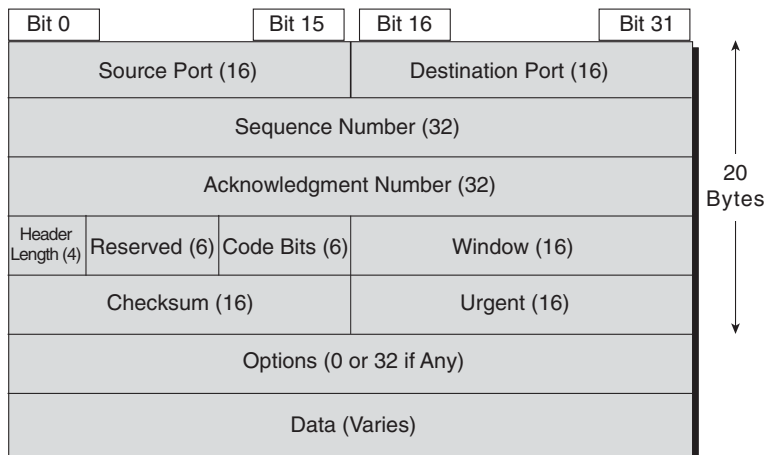 Bit 0
Bit 15
Bit 16
Bit 31
Source Port (16)
Destination Port (16)
Sequence Number (32)
Acknowledgment Number (32)
20
Bytes
Header
Length (4)
Reserved (6)
Code Bits (6)
Window (16)
Checksum (16)
Urgent (16)
Options (0 or 32 if Any)
Data (Varies)